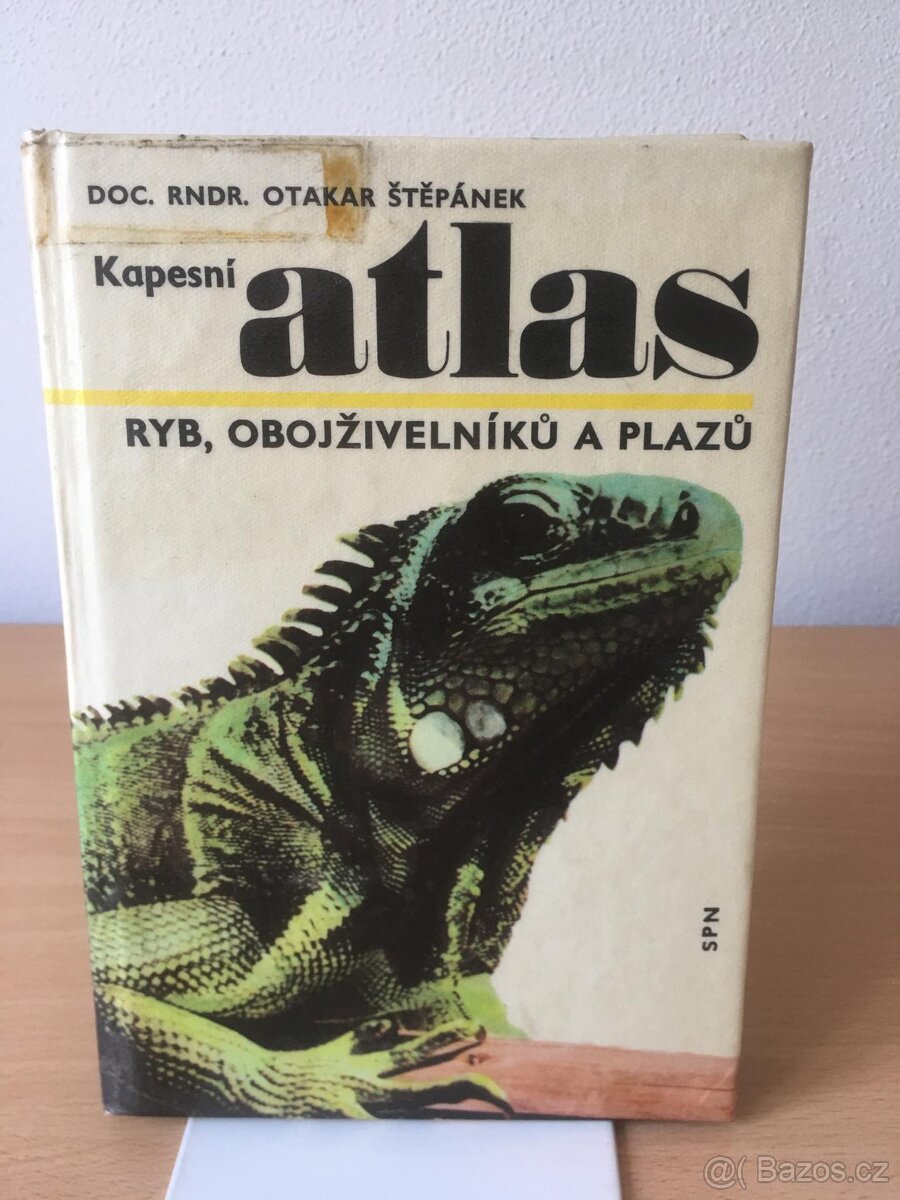 DOC. RNDR. OTAKAR ŠTĚPÁNEK
Kapesní atlas
RYB, OBOJŽIVELNÍKŮ A PLAZŮ
SPN
@( Bazos.cz